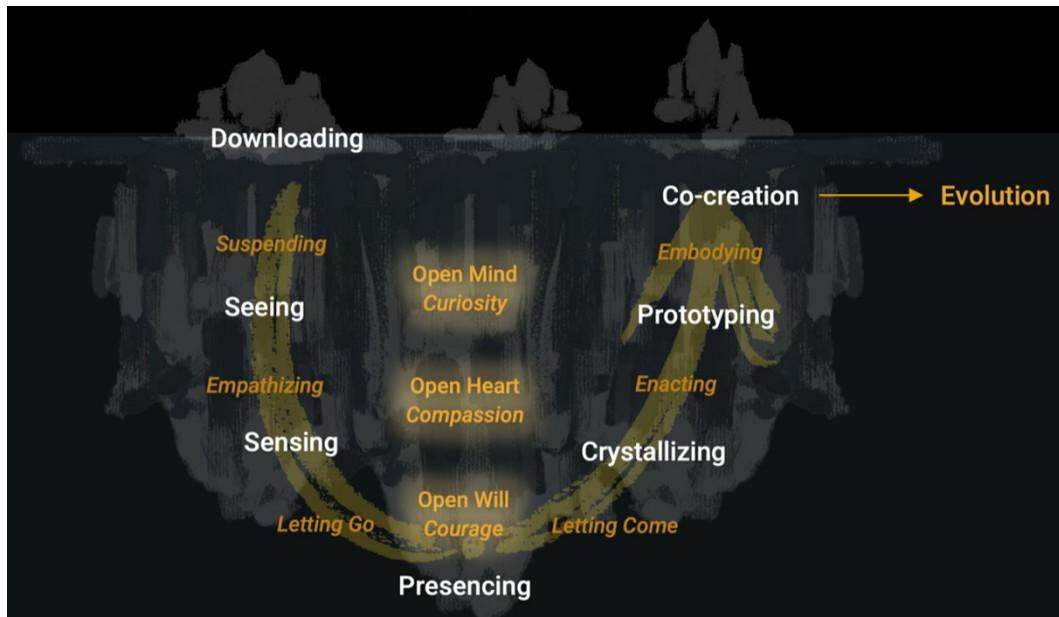 Downloading
Co-creation
Evolution
Suspending
Embodying
Open Mind
Curiosity
Seeing
Prototyping
Empathizing
Open Heart
Compassion
Enacting
Sensing
Crystallizing
Open Will
Courage
Letting Go
Letting Come
Presencing